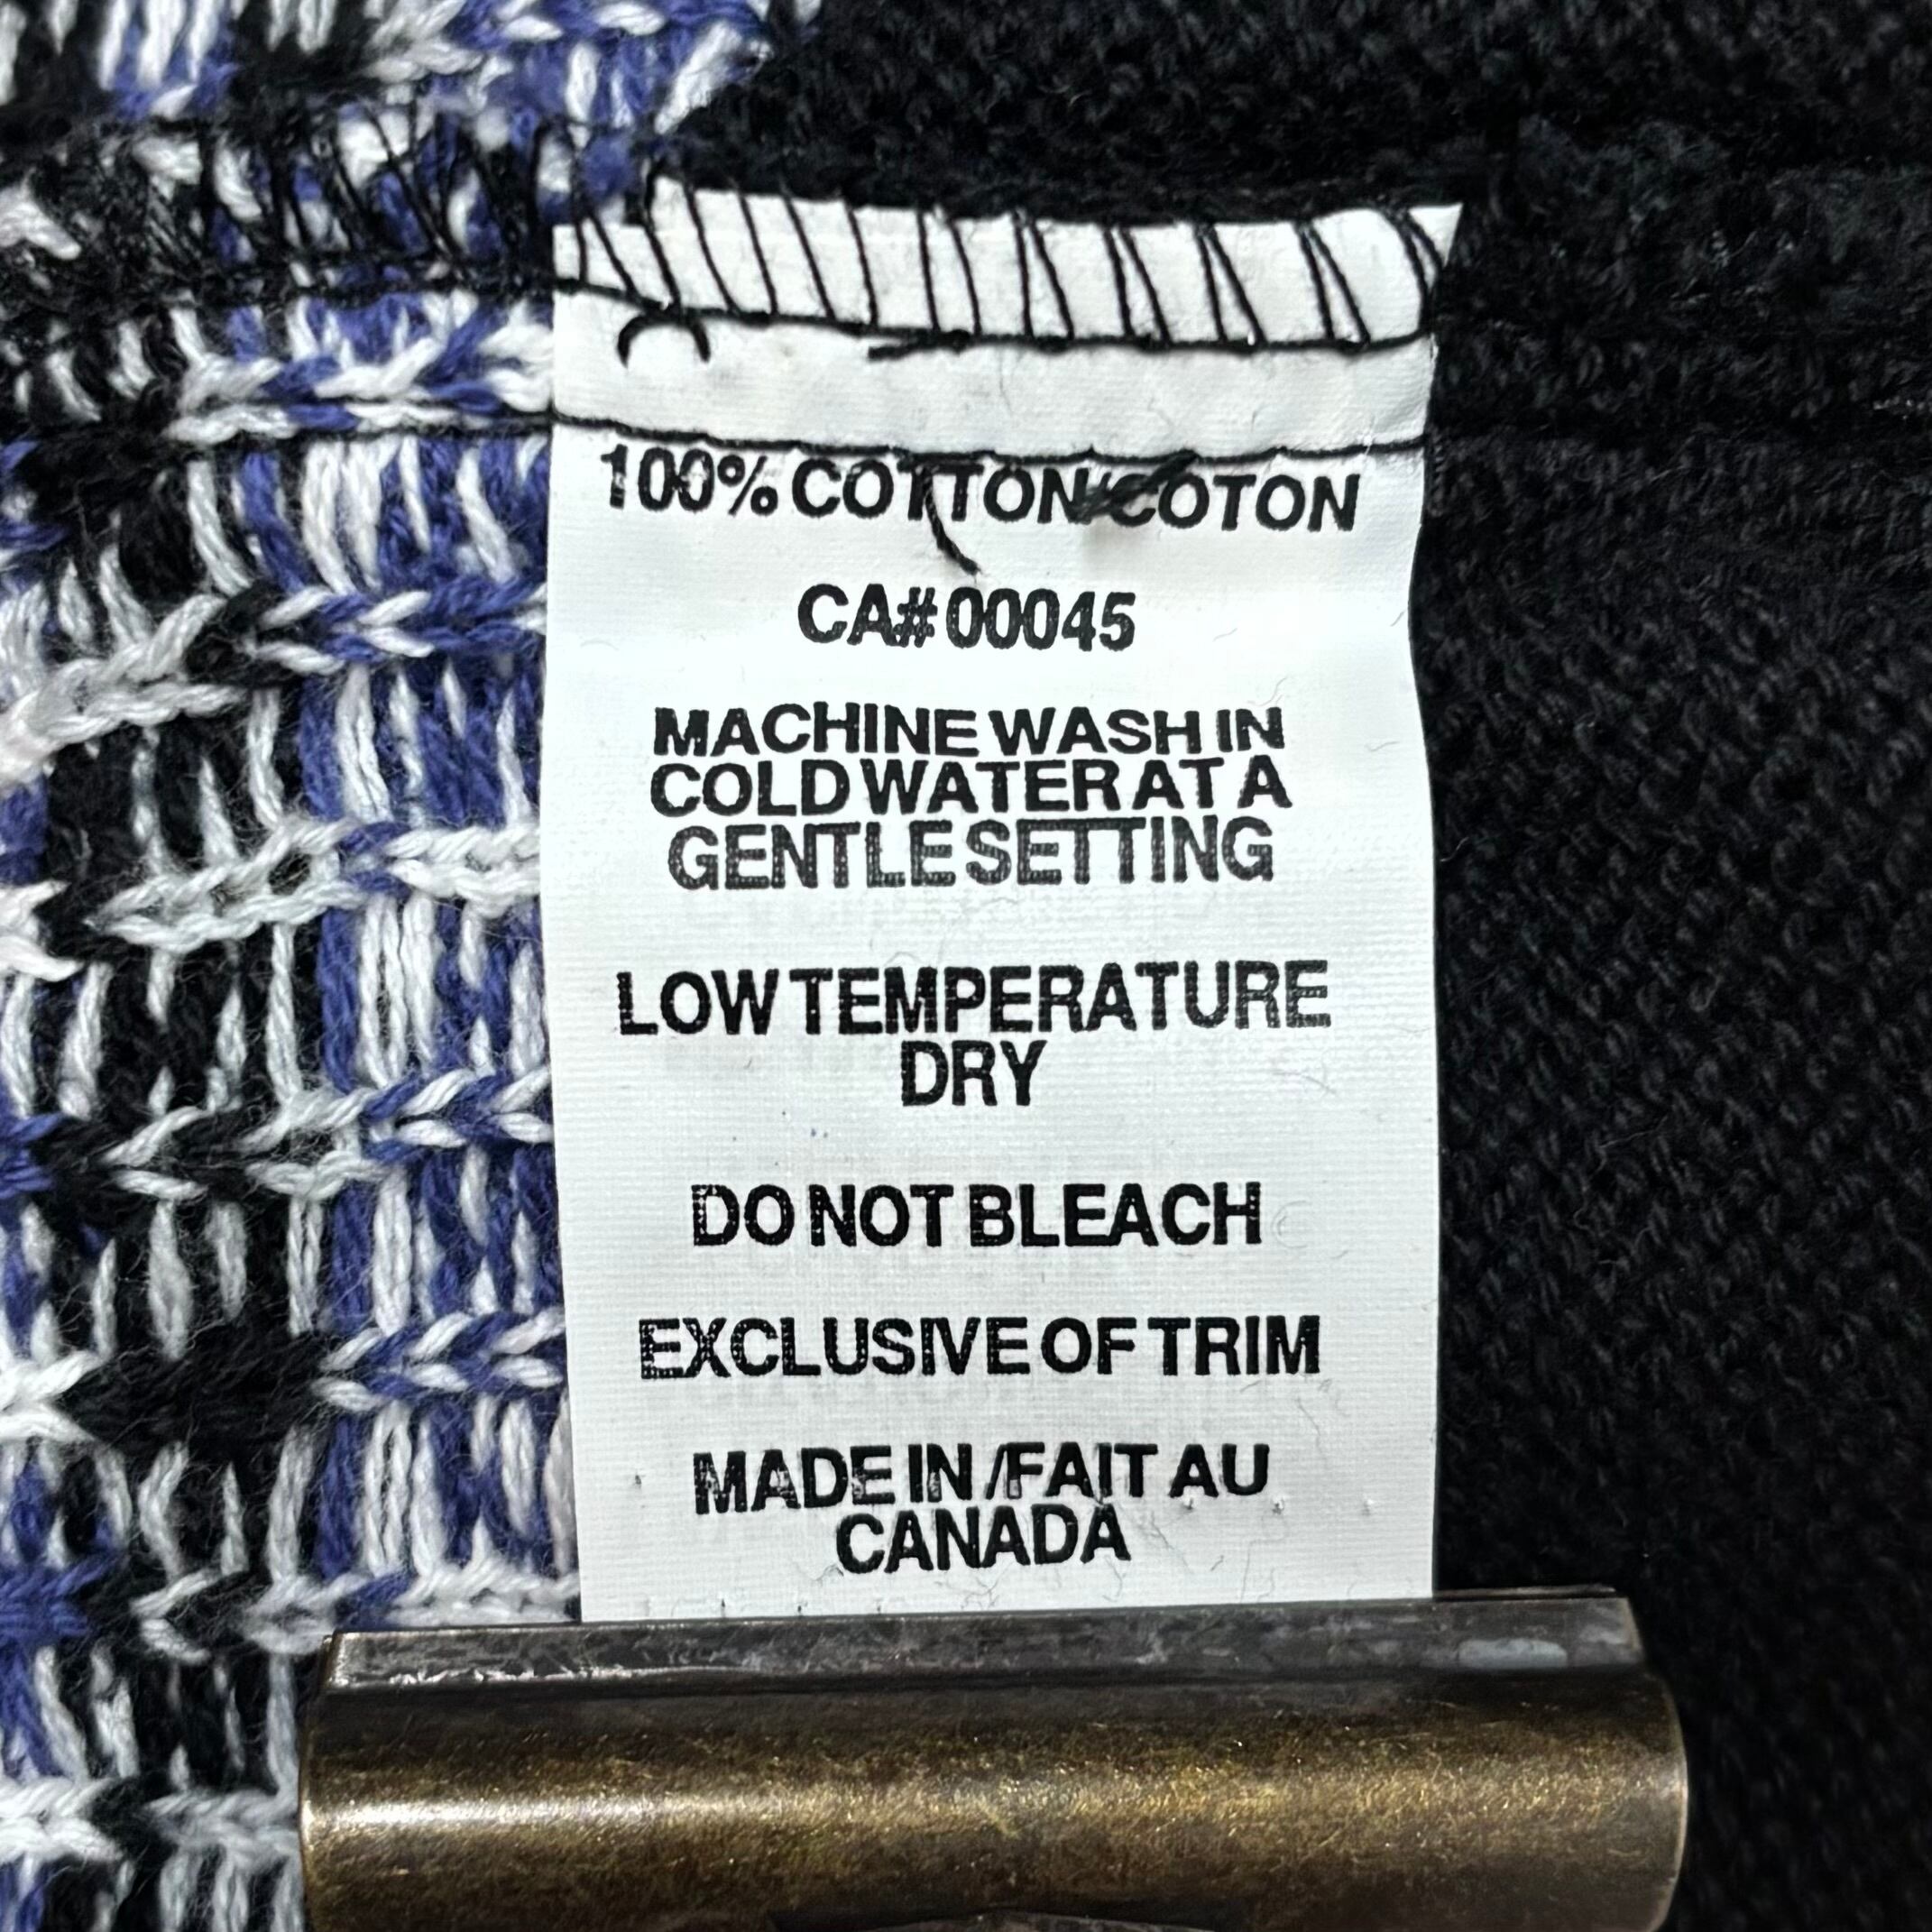 100% COTTON/COTON
CA# 00045
MACHINE WASH IN
COLD WATER AT A
GENTLE SETTING
LOW TEMPERATURE
DRY
DO NOT BLEACH
EXCLUSIVE OF TRIM
MADE IN /FAIT AU
CANADA